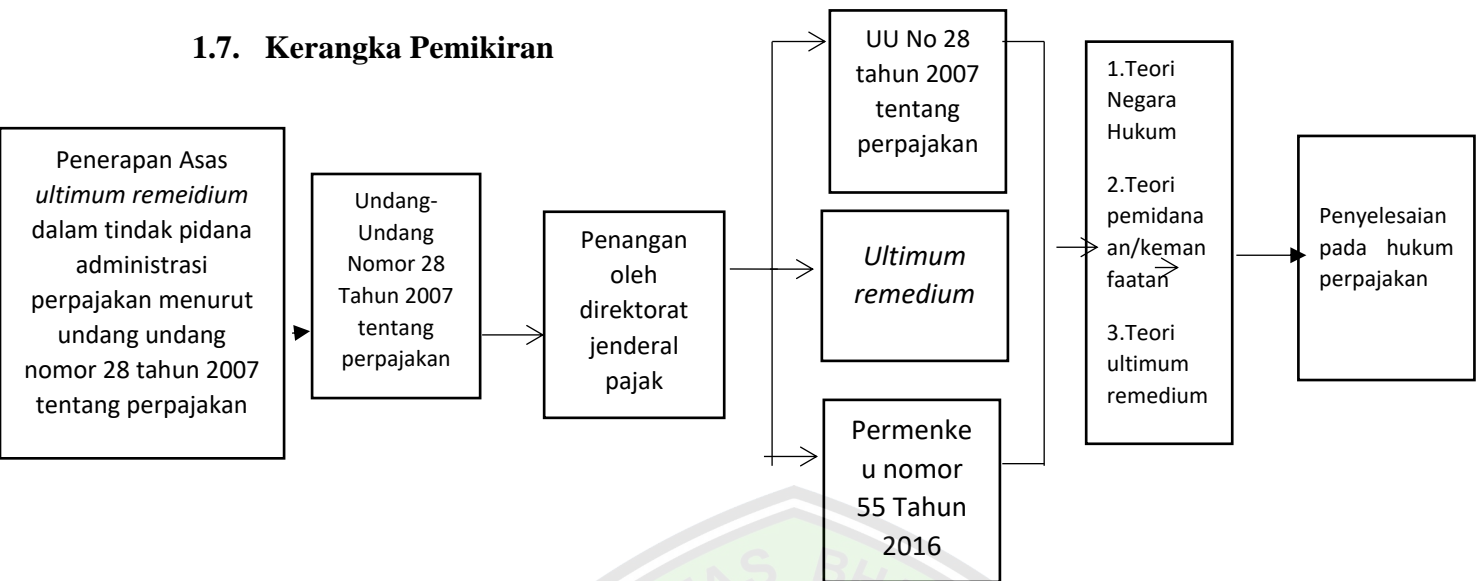 1.7. Kerangka Pemikiran
Penerapan Asas
ultimum remeidium
dalam tindak pidana
administrasi
perpajakan menurut
undang undang
nomor 28 tahun 2007
tentang perpajakan
Undang-
Undang
Nomor 28
Tahun 2007
tentang
perpajakan
Penangan
oleh
direktorat
jenderal
pajak
UU No 28
tahun 2007
tentang
perpajakan
Ultimum
remedium
Permenke
u nomor
55 Tahun
2016
1.Teori
Negara
Hukum
2.Teori
pemidana
an/keman
faatan
3.Teori
ultimum
remedium
Penyelesaian
pada hukum
perpajakan